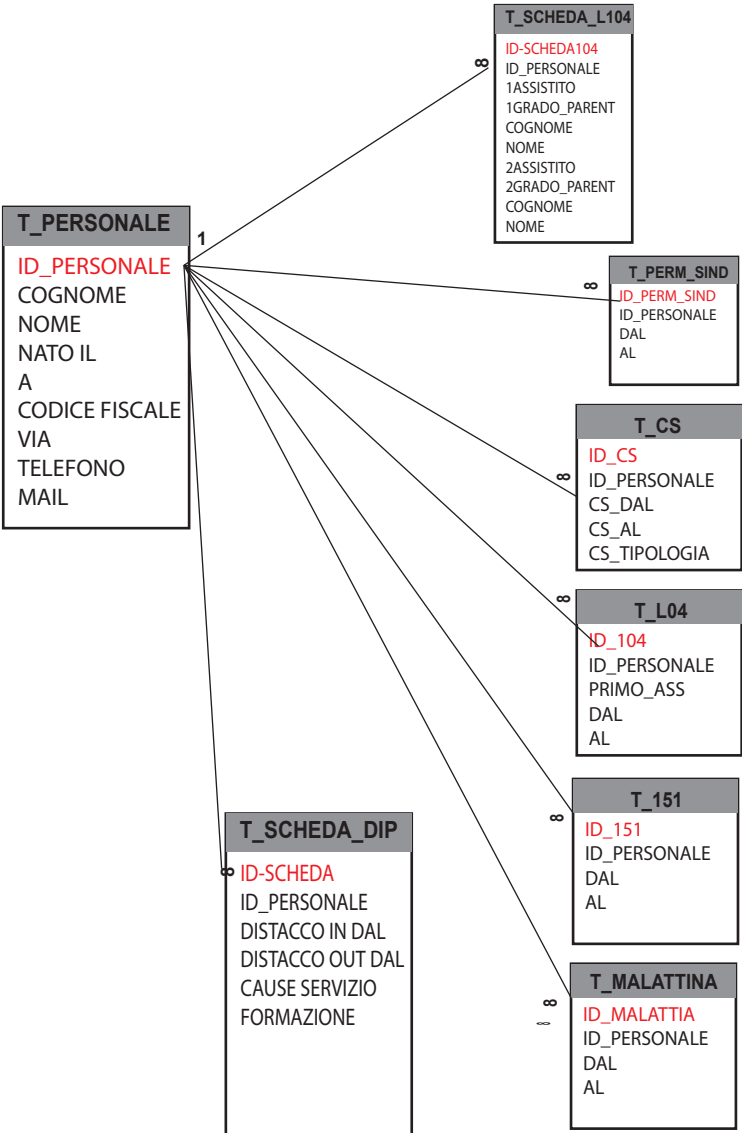 T_SCHEDA_L104
ID-SCHEDA104
ID_PERSONALE
1ASSISTITO
1GRADO_PARENT
COGNOME
NOME
2ASSISTITO
2GRADO_PARENT
COGNOME
NOME
∞
T_PERSONALE
1
ID_PERSONALE
COGNOME
NOME
NATO IL
A
CODICE FISCALE
VIA
TELEFONO
MAIL
T_PERM_SIND
∞
ID_PERM_SIND
ID_PERSONALE
DAL
AL
T_CS
∞
ID_CS
ID_PERSONALE
CS_DAL
CS_AL
CS_TIPOLOGIA
T_L04
∞
ID_104
ID_PERSONALE
PRIMO_ASS
DAL
AL
T_151
∞
ID_151
ID_PERSONALE
DAL
AL
T_SCHEDA_DIP
∞
ID-SCHEDA
ID_PERSONALE
DISTACCO IN DAL
DISTACCO OUT DAL
CAUSE SERVIZIO
FORMAZIONE
T_MALATTINA
∞
∞
ID_MALATTIA
ID_PERSONALE
DAL
AL